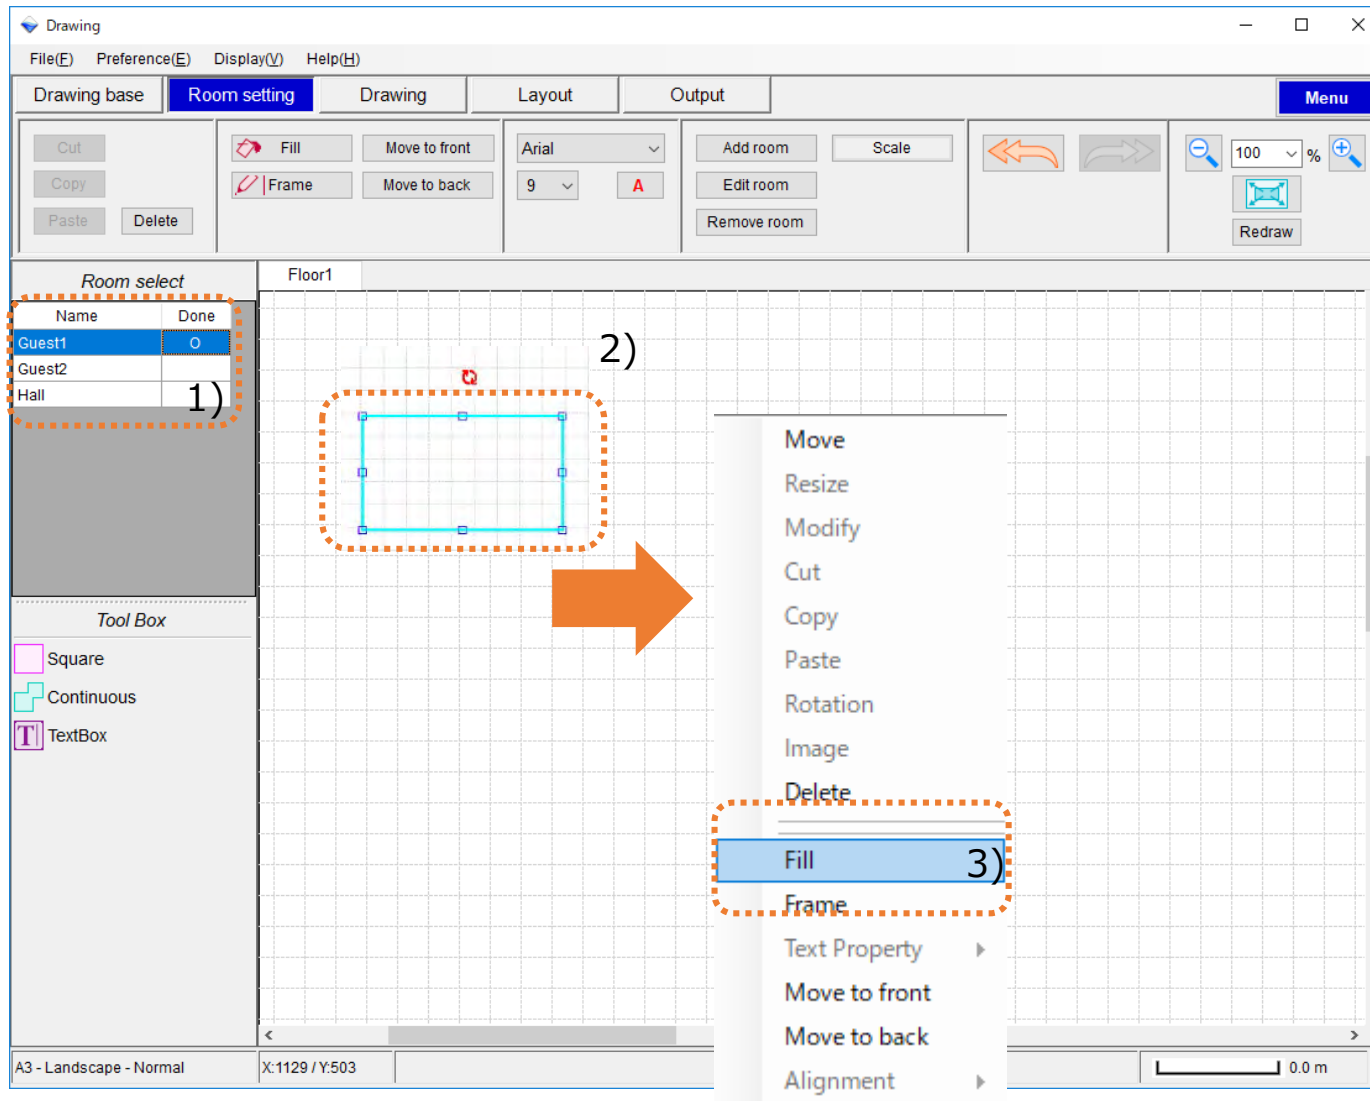 Drawing
File(F) Preference(E) Display(V) Help(H)
Drawing base Room setting Drawing Layout Output Menu
Cut Fill Move to front Arial Add room Scale 100 %
Copy Frame Move to back 9 A Edit room
Paste Delete Remove room Redraw
Room select Floor1
Name Done
Guest1 O
Guest2
Hall
1)
2)
Tool Box
Square
Continuous
T TextBox
Move
Resize
Modify
Cut
Copy
Paste
Rotation
Image
Delete
Fill 3)
Frame
Text Property
Move to front
Move to back
Alignment
A3 - Landscape - Normal X:1129 / Y:503 0.0 m